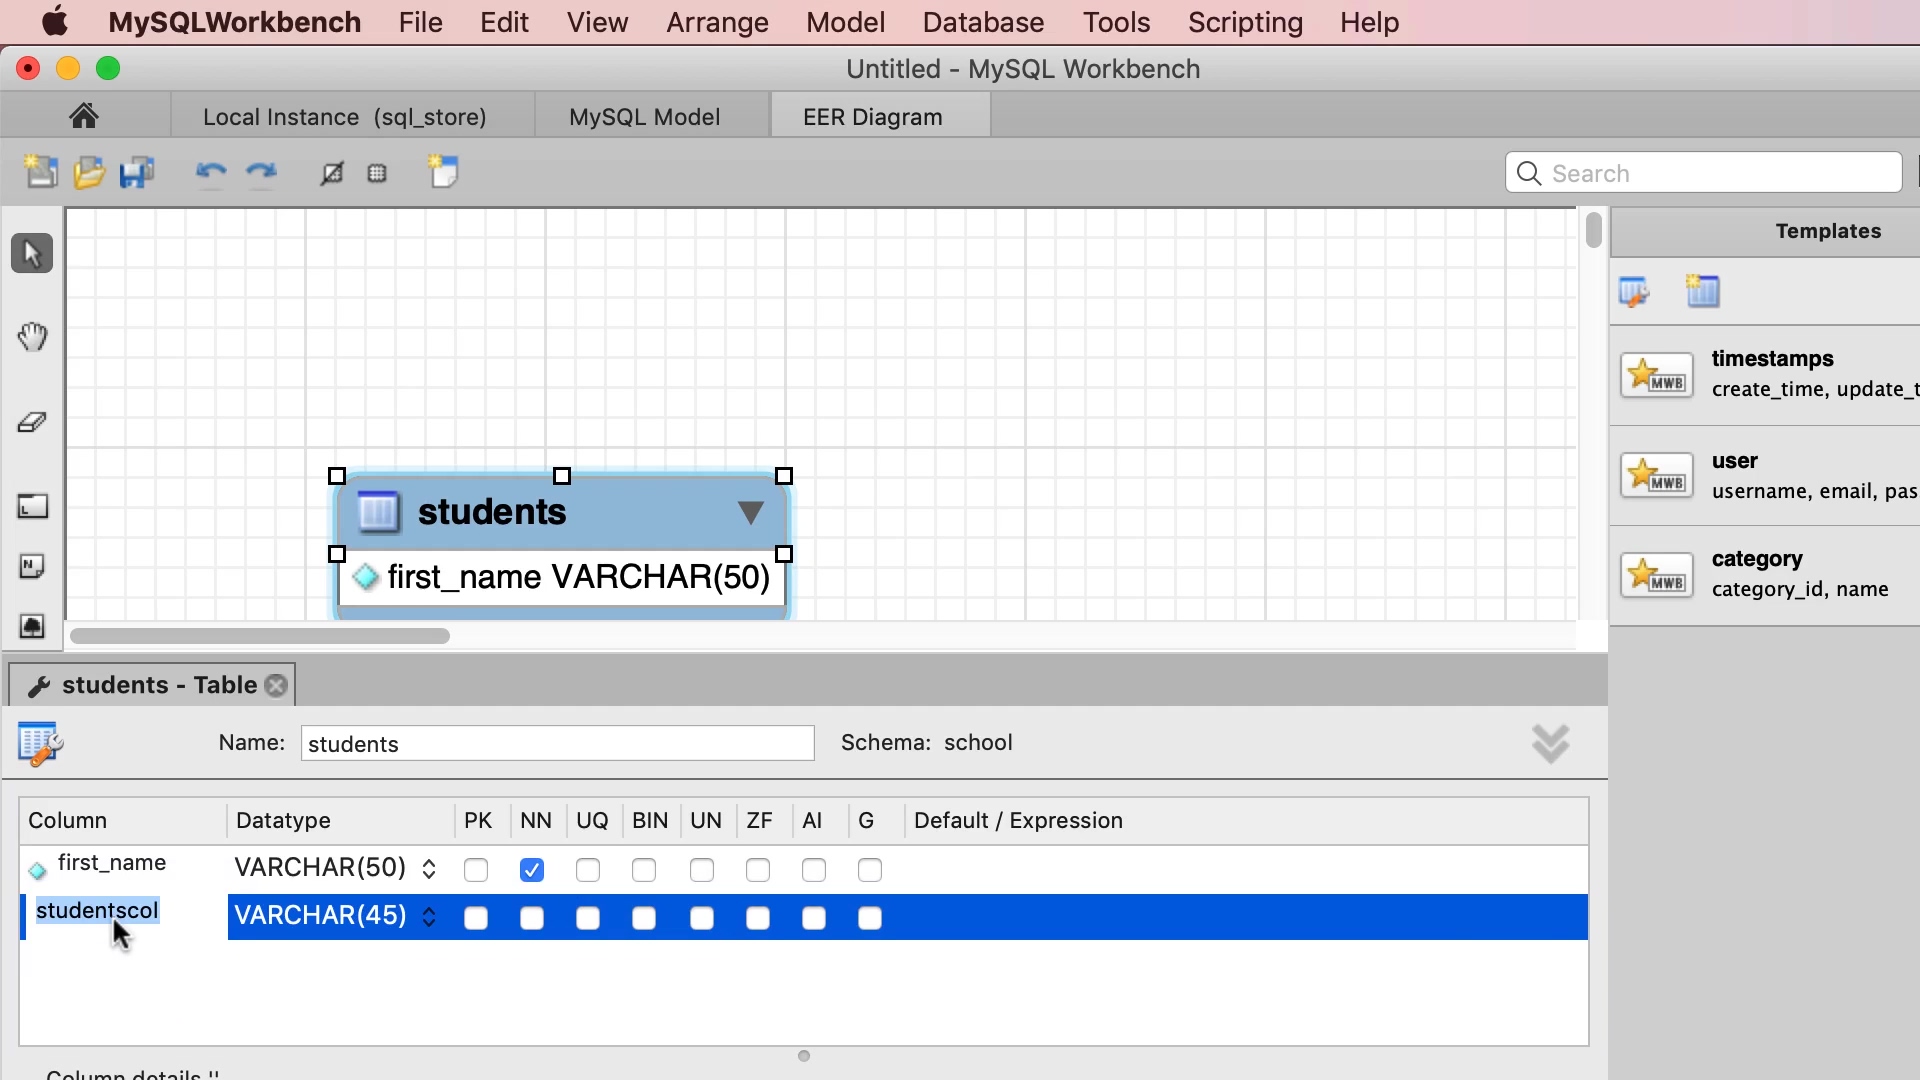 MySQLWorkbench File Edit View Arrange Model Database Tools Scripting Help
Untitled - MySQL Workbench
Local Instance (sql_store) MySQL Model EER Diagram
Search
Templates
timestamps
create_time, update_t
user
username, email, pas
category
category_id, name
MWB
MWB
MWB
students
first_name VARCHAR(50)
students - Table
Name: students Schema: school
Column Datatype PK NN UQ BIN UN ZF AI G Default / Expression
first_name VARCHAR(50)
studentscol VARCHAR(45)
Column details ''